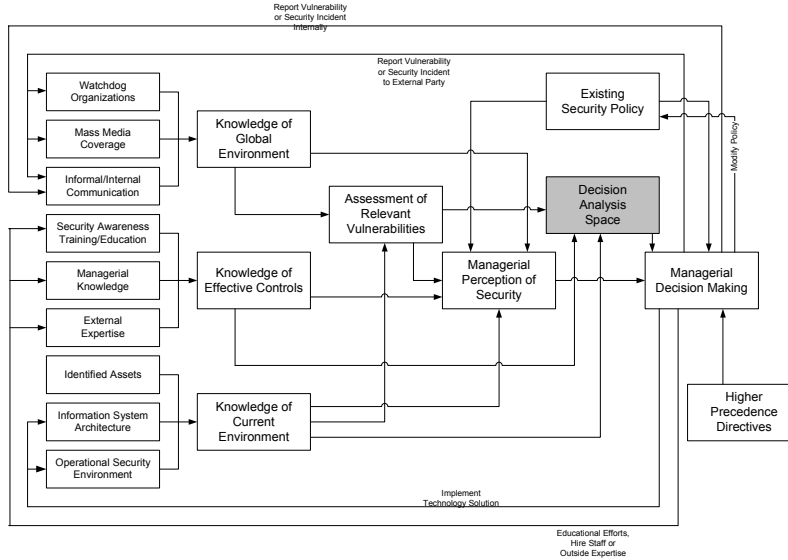 Report Vulnerability
or Security Incident
Internally
Report Vulnerability
or Security Incident
to External Party
Watchdog
Organizations
Mass Media
Coverage
Informal/Internal
Communication
Knowledge of
Global
Environment
Existing
Security Policy
Modify Policy
Security Awareness
Training/Education
Managerial
Knowledge
External
Expertise
Assessment of
Relevant
Vulnerabilities
Decision
Analysis
Space
Knowledge of
Effective Controls
Managerial
Perception of
Security
Managerial
Decision Making
Identified Assets
Information System
Architecture
Operational Security
Environment
Knowledge of
Current
Environment
Higher
Precedence
Directives
Implement
Technology Solution
Educational Efforts,
Hire Staff or
Outside Expertise